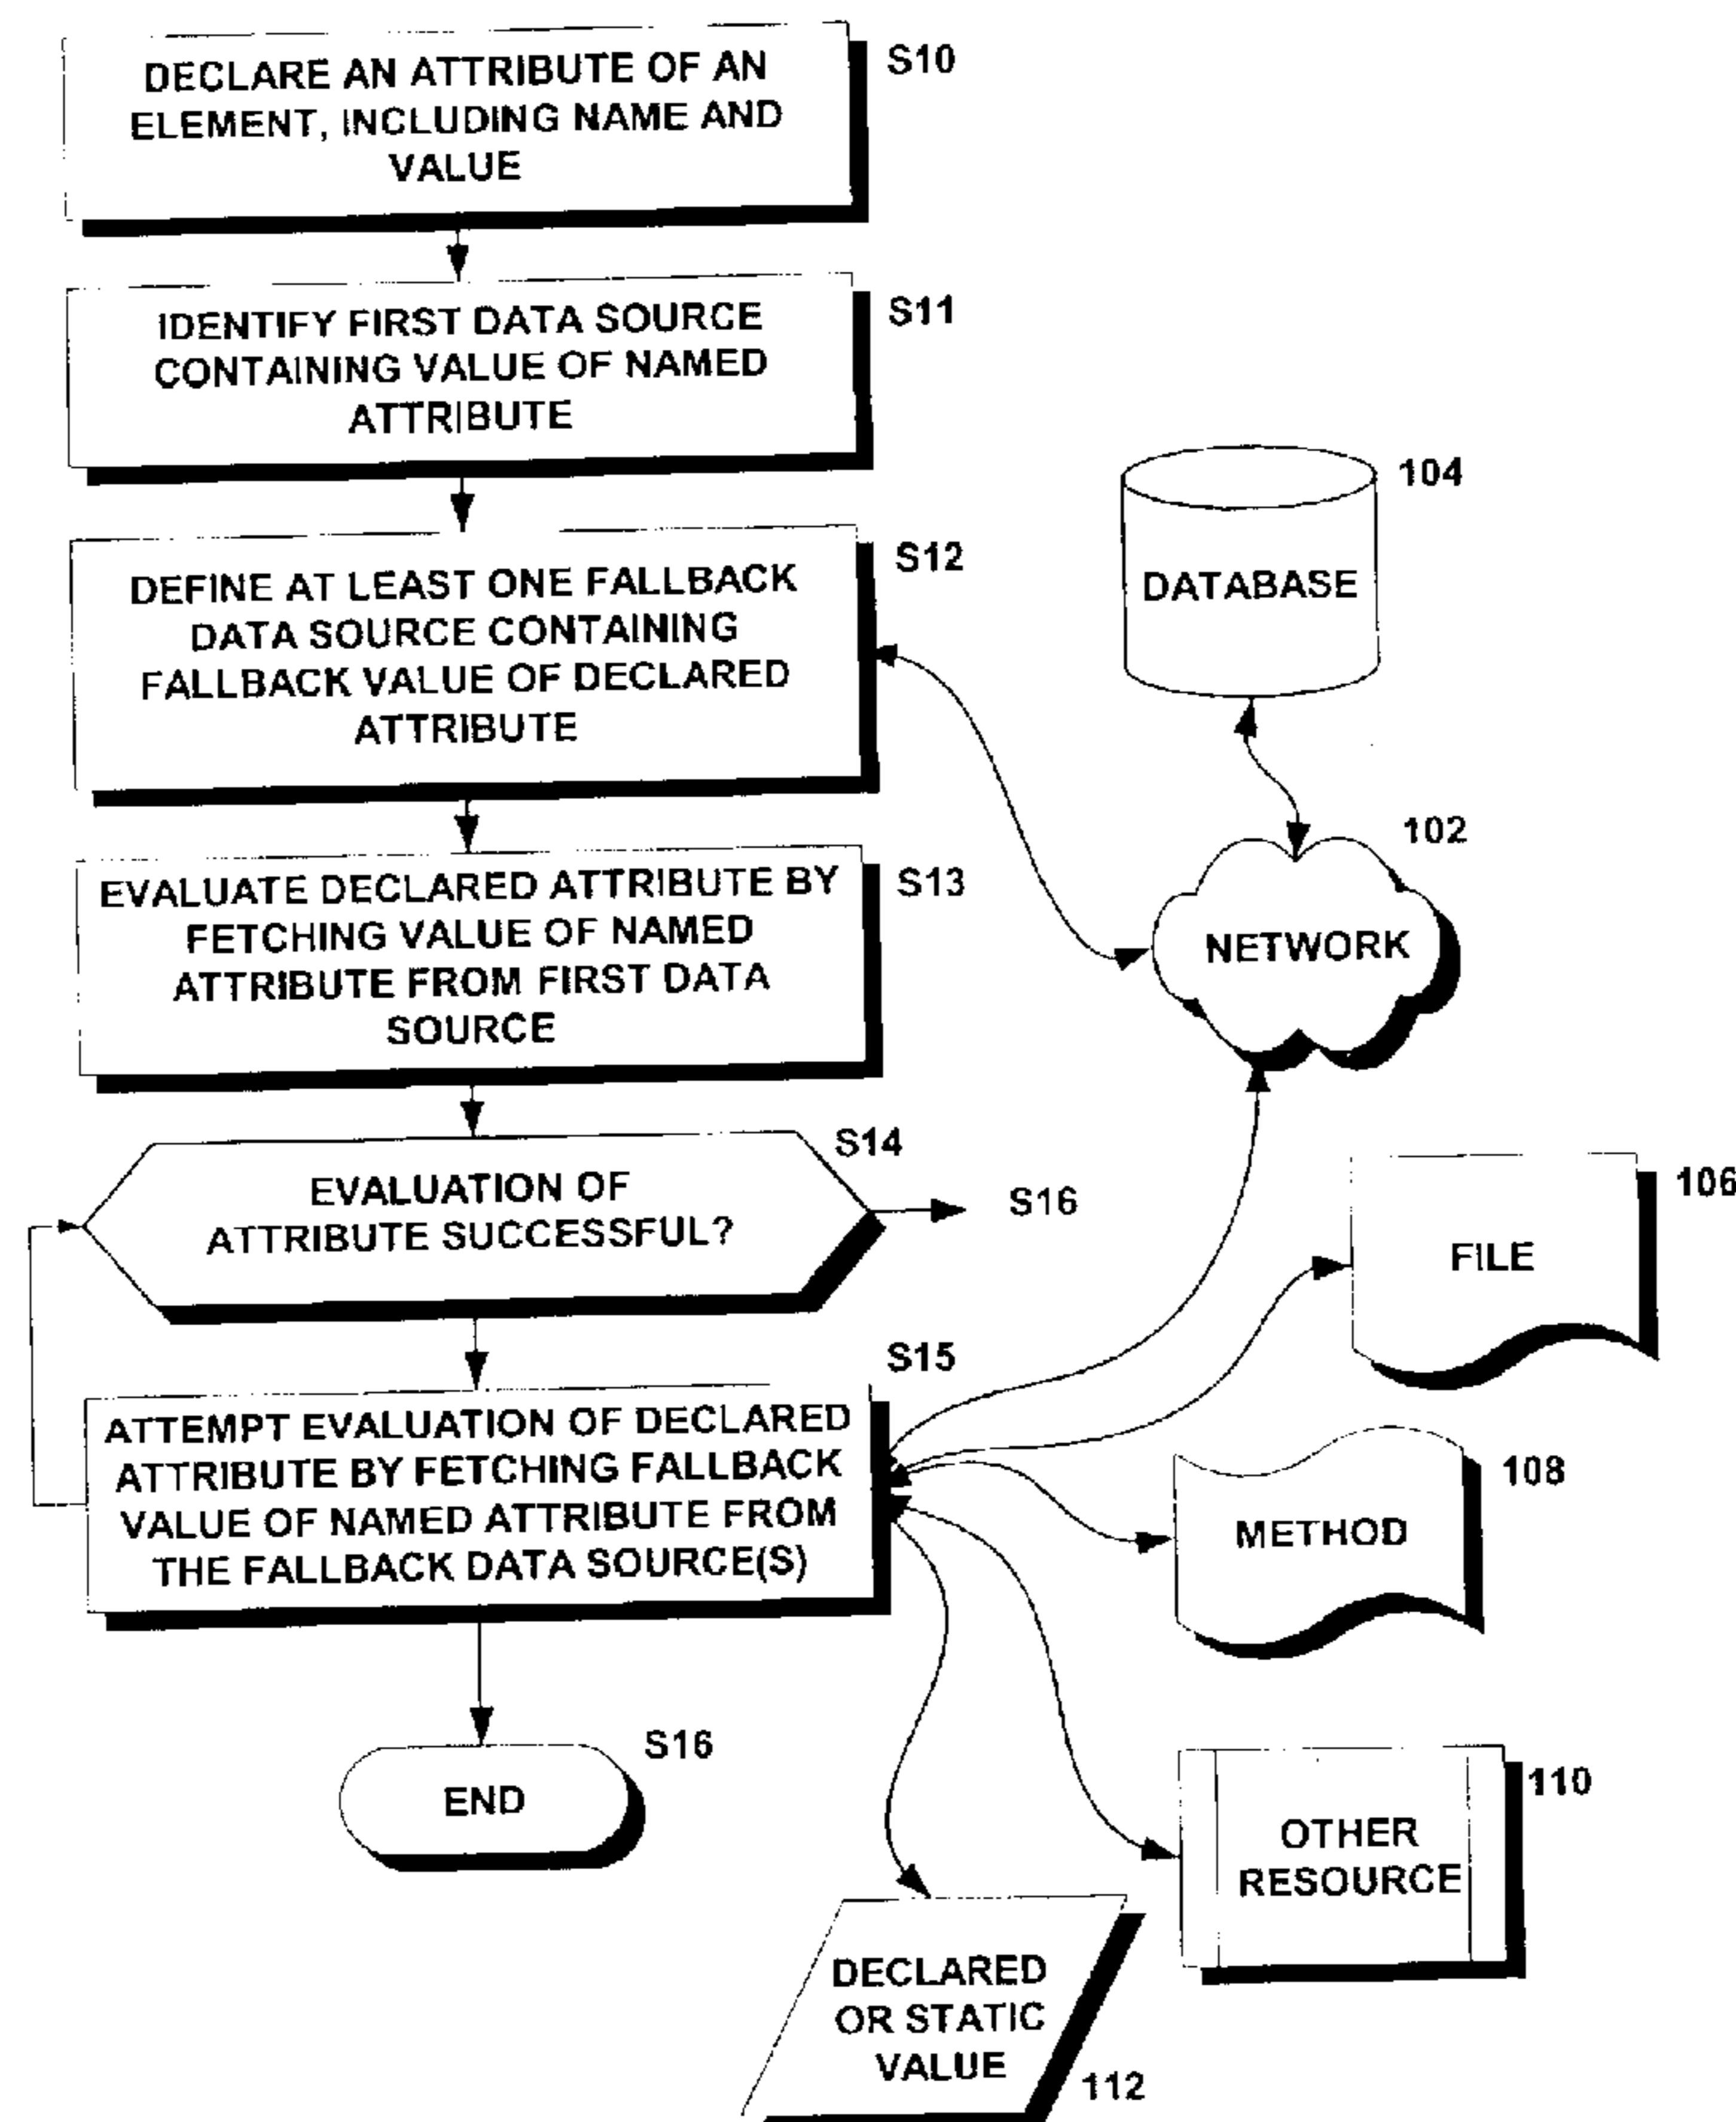 DECLARE AN ATTRIBUTE OF AN
ELEMENT, INCLUDING NAME AND
VALUE
S10
IDENTIFY FIRST DATA SOURCE
CONTAINING VALUE OF NAMED
ATTRIBUTE
S11
DEFINE AT LEAST ONE FALLBACK
DATA SOURCE CONTAINING
FALLBACK VALUE OF DECLARED
ATTRIBUTE
S12
104
DATABASE
EVALUATE DECLARED ATTRIBUTE BY
FETCHING VALUE OF NAMED
ATTRIBUTE FROM FIRST DATA
SOURCE
S13
102
NETWORK
EVALUATION OF
ATTRIBUTE SUCCESSFUL?
S14
S16
106
FILE
ATTEMPT EVALUATION OF DECLARED
ATTRIBUTE BY FETCHING FALLBACK
VALUE OF NAMED ATTRIBUTE FROM
THE FALLBACK DATA SOURCE(S)
S15
108
METHOD
END
S16
110
OTHER
RESOURCE
DECLARED
OR STATIC
VALUE
112